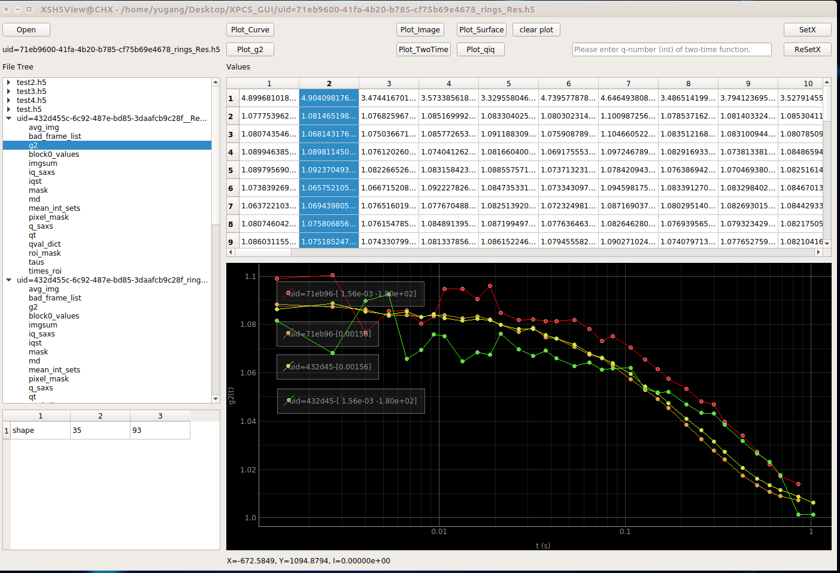 XSHSView@CHX - /home/yugang/Desktop/XPCS_GUI/uid=71eb9600-41fa-4b20-b785-cf75b69e4678_rings_Res.h5
Open Plot_Curve Plot_Image Plot_Surface clear plot SetX
uid=71eb9600-41fa-4b20-b785-cf75b69e4678_rings_Res.h5 Plot_g2 Plot_TwoTime Plot_qiq Please enter q-number (int) of two-time function. ReSetX
File Tree
test2.h5
test3.h5
test4.h5
test.h5
uid=432d455c-6c92-487e-bd85-3daafcb9c28f__Re...
avg_img
bad_frame_list
g2
block0_values
imgsum
iq_saxs
iqst
mask
md
mean_int_sets
pixel_mask
q_saxs
qt
qval_dict
roi_mask
taus
times_roi
uid=432d455c-6c92-487e-bd85-3daafcb9c28f_ring...
avg_img
bad_frame_list
g2
block0_values
imgsum
iq_saxs
iqst
mask
md
mean_int_sets
pixel_mask
q_saxs
qt
1 2 3
1 shape 35 93
Values
1 2 3 4 5 6 7 8 9 10
1 4.899681018... 4.904098176... 3.474416701... 3.573385618... 3.329558046... 4.739577878... 4.646493808... 3.486514199... 3.794123695... 3.52791455
2 1.077753962... 1.081465198... 1.076825967... 1.085169992... 1.083304025... 1.080302314... 1.100987256... 1.078537162... 1.081403324... 1.08530411
3 1.080743546... 1.068143176... 1.075036671... 1.085772653... 1.091188309... 1.075908789... 1.104660522... 1.083512168... 1.083100944... 1.08078509
4 1.089946385... 1.089811450... 1.076120260... 1.074041262... 1.081660400... 1.069175553... 1.097246789... 1.082916933... 1.073813381... 1.08486594
5 1.089795690... 1.092370493... 1.082266526... 1.083158423... 1.088557571... 1.073713231... 1.078420943... 1.076386942... 1.070469380... 1.08251614
6 1.073839269... 1.065752105... 1.066715208... 1.092227826... 1.084735331... 1.073343097... 1.094598175... 1.083391270... 1.083298402... 1.08467013
7 1.063722103... 1.069439805... 1.076516019... 1.077670488... 1.082513920... 1.072324981... 1.087169037... 1.080295140... 1.082693015... 1.08442933
8 1.080746042... 1.075806856... 1.076154785... 1.084891395... 1.087199497... 1.077636463... 1.082646280... 1.076939565... 1.079323429... 1.08217505
9 1.086031155... 1.075185247... 1.074330799... 1.081337856... 1.086152246... 1.079455582... 1.090271024... 1.074079713... 1.077652759... 1.08210416
1.1
1.08
1.06
1.04
1.02
1.0
g2(t)
uid=71eb96-[ 1.56e-03 -1.80e+02]
uid=71eb96-[0.00156]
uid=432d45-[0.00156]
uid=432d45-[ 1.56e-03 -1.80e+02]
0.01 0.1 1
t (s)
X=-672.5849, Y=1094.8794, I=0.00000e+00